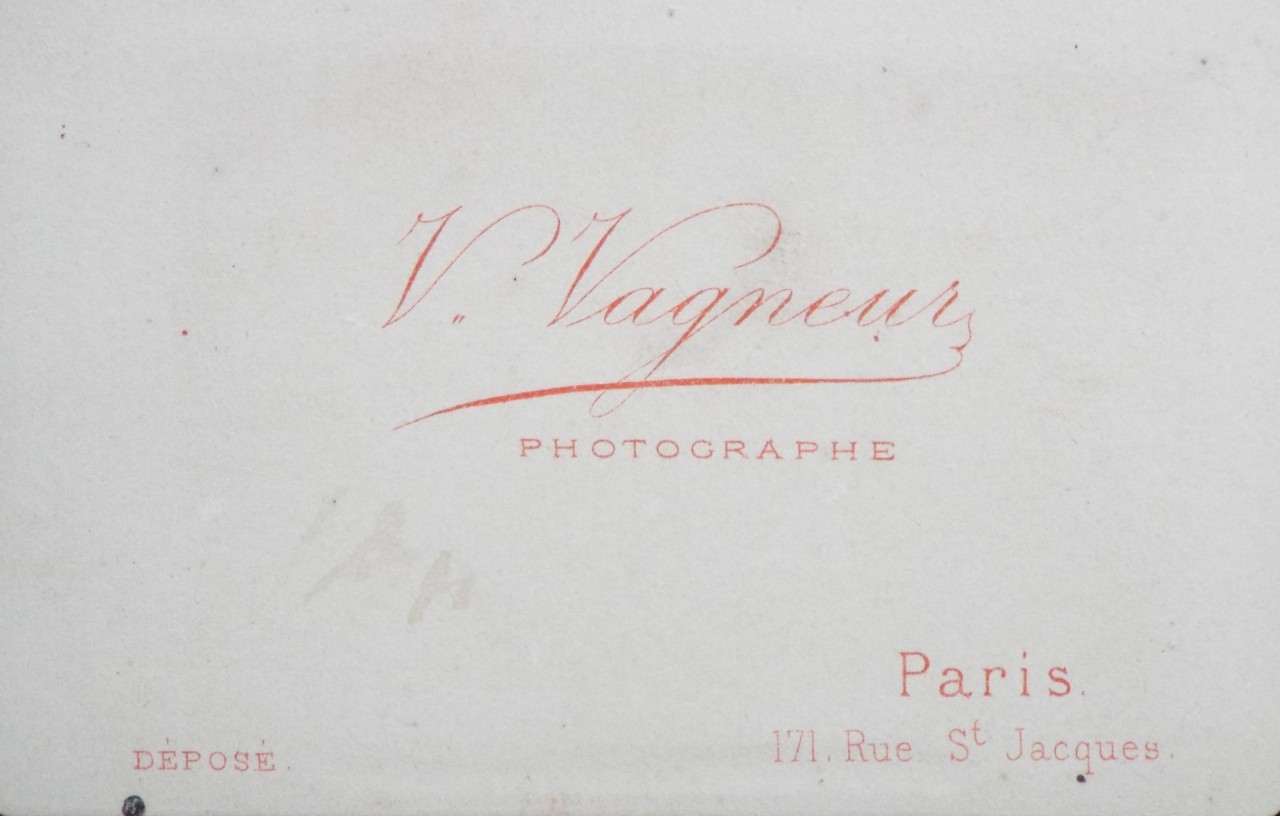 V. Vagneur
PHOTOGRAPHE
Paris.
171. Rue St Jacques.
DÉPOSÉ.